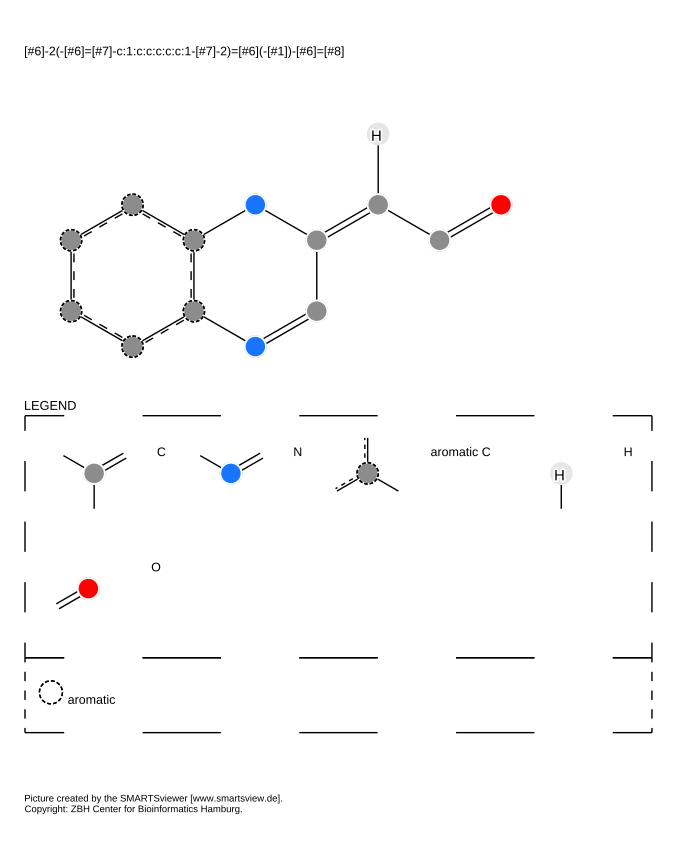 [#6]-2(-[#6]=[#7]-c:1:c:c:c:c:c:1-[#7]-2)=[#6](-[#1])-[#6]=[#8]
H
LEGEND
C
N
aromatic C
H
H
O
aromatic
Picture created by the SMARTSviewer [www.smartsview.de].
Copyright: ZBH Center for Bioinformatics Hamburg.